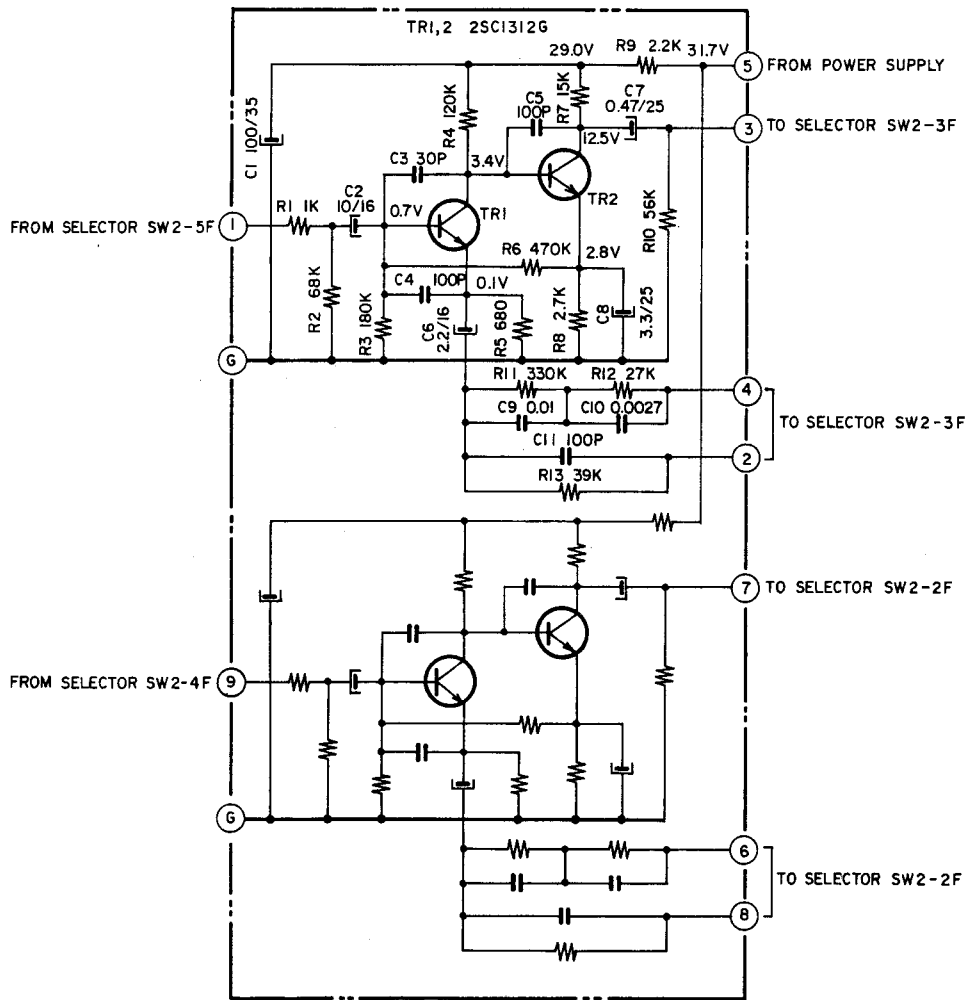 TR1,2 2SC1312G
29.0V
R9 2.2K
31.7V
5
FROM POWER SUPPLY
C1 100/35
R4 120K
C5
100P
R7 15K
C7
0.47/25
3
TO SELECTOR SW2-3F
12.5V
C3 30P
3.4V
TR2
R10 56K
FROM SELECTOR SW2-5F
1
R1 1K
C2
10/16
0.7V
TR1
R2 68K
R6 470K
2.8V
C4
100P
0.1V
R3 180K
C6
2.2/16
R5 680
R8 2.7K
C8
3.3/25
G
R11 330K
R12 27K
4
C9 0.01
C10 0.0027
TO SELECTOR SW2-3F
C11 100P
2
R13 39K
7
TO SELECTOR SW2-2F
FROM SELECTOR SW2-4F
9
G
6
TO SELECTOR SW2-2F
8